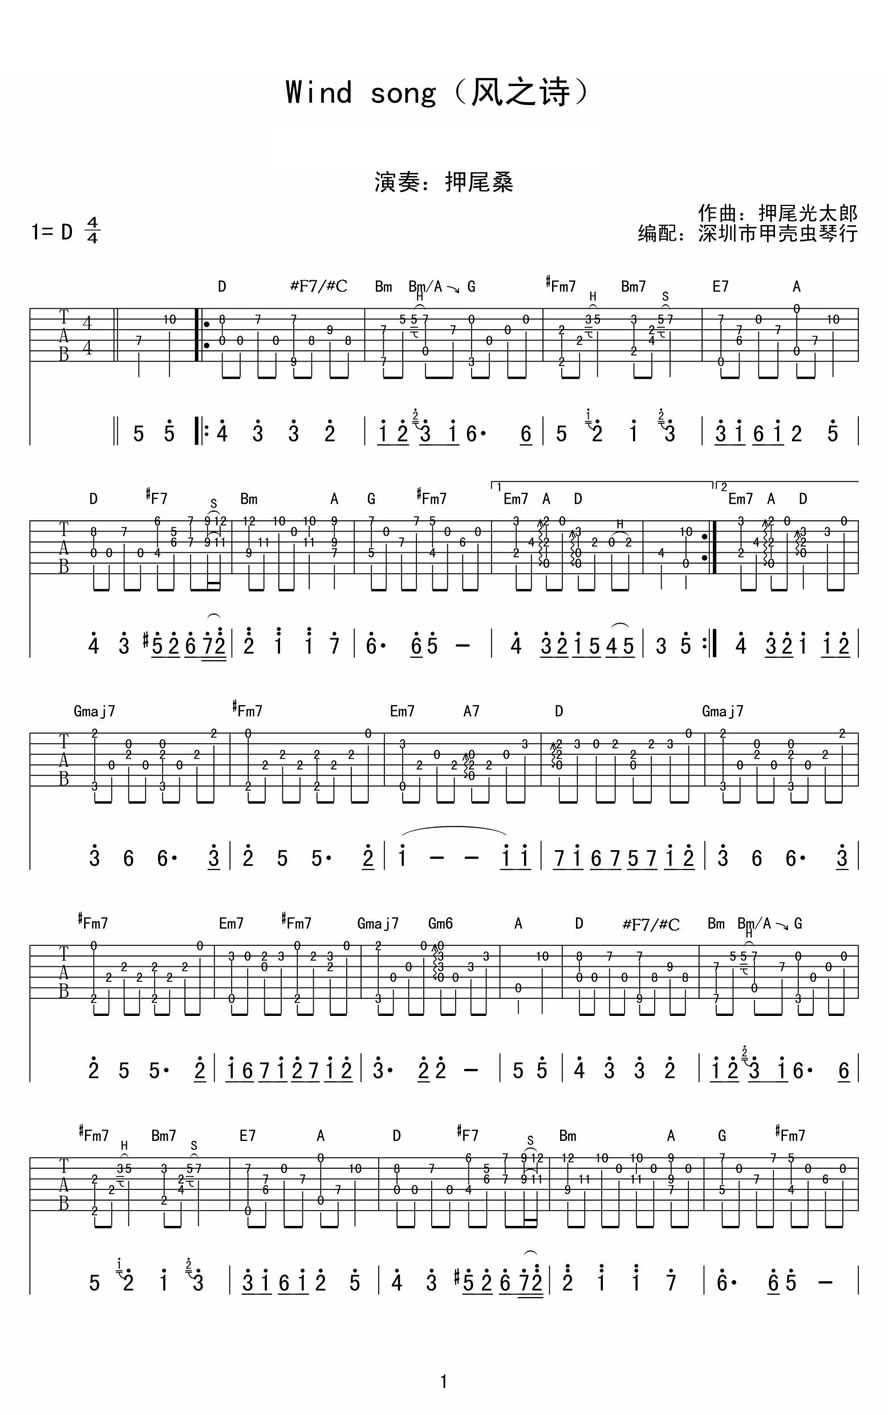 Wind song（风之诗）
演奏：押尾桑
作曲：押尾光太郎
1= D 4/4
编配：深圳市甲壳虫琴行
D #F7/#C Bm Bm/A G #Fm7 Bm7 E7 A
H H S
T A B 4 4
5 5 4 3 3 2 1 2 2 3 1 6· 6 5 1 2 1 2 3 3 1 6 1 2 5
D #F7 S Bm A G #Fm7 1 Em7 A D H 2 Em7 A D
T A B
4 3 #5 2 6 7 2 2 1 1 7 6· 6 5 − 4 3 2 1 5 4 5 3 5 4 3 2 1 1 2
Gmaj7 #Fm7 Em7 A7 D Gmaj7
T A B
3 6 6· 3 2 5 5· 2 1 − − 1 1 7 1 6 7 5 7 1 2 3 6 6· 3
#Fm7 Em7 #Fm7 Gmaj7 Gm6 A D #F7/#C Bm Bm/A G
H
T A B
2 5 5· 2 1 6 7 1 2 7 1 2 3· 2 2 − 5 5 4 3 3 2 1 2 2 3 1 6· 6
#Fm7 Bm7 E7 A D #F7 Bm A G #Fm7
H S S
T A B
5 1 2 1 2 3 3 1 6 1 2 5 4 3 #5 2 6 7 2 2 1 1 7 6· 6 5 −
1